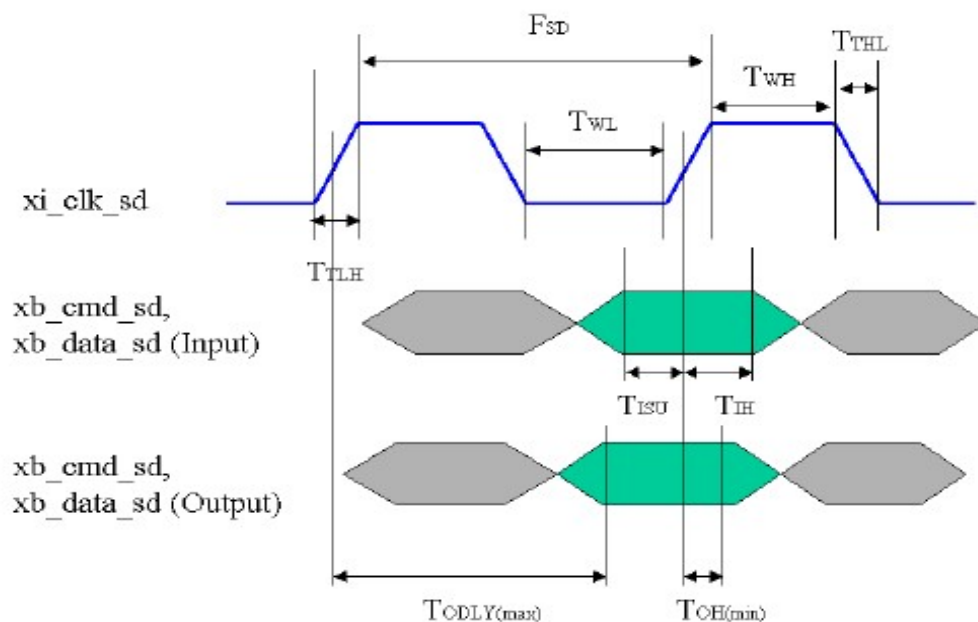 FSD
TTHL
TWH
TWL
xi_clk_sd
TTLH
xb_cmd_sd,
xb_data_sd (Input)
TISU
TIH
xb_cmd_sd,
xb_data_sd (Output)
TODLY(max)
TOH(min)